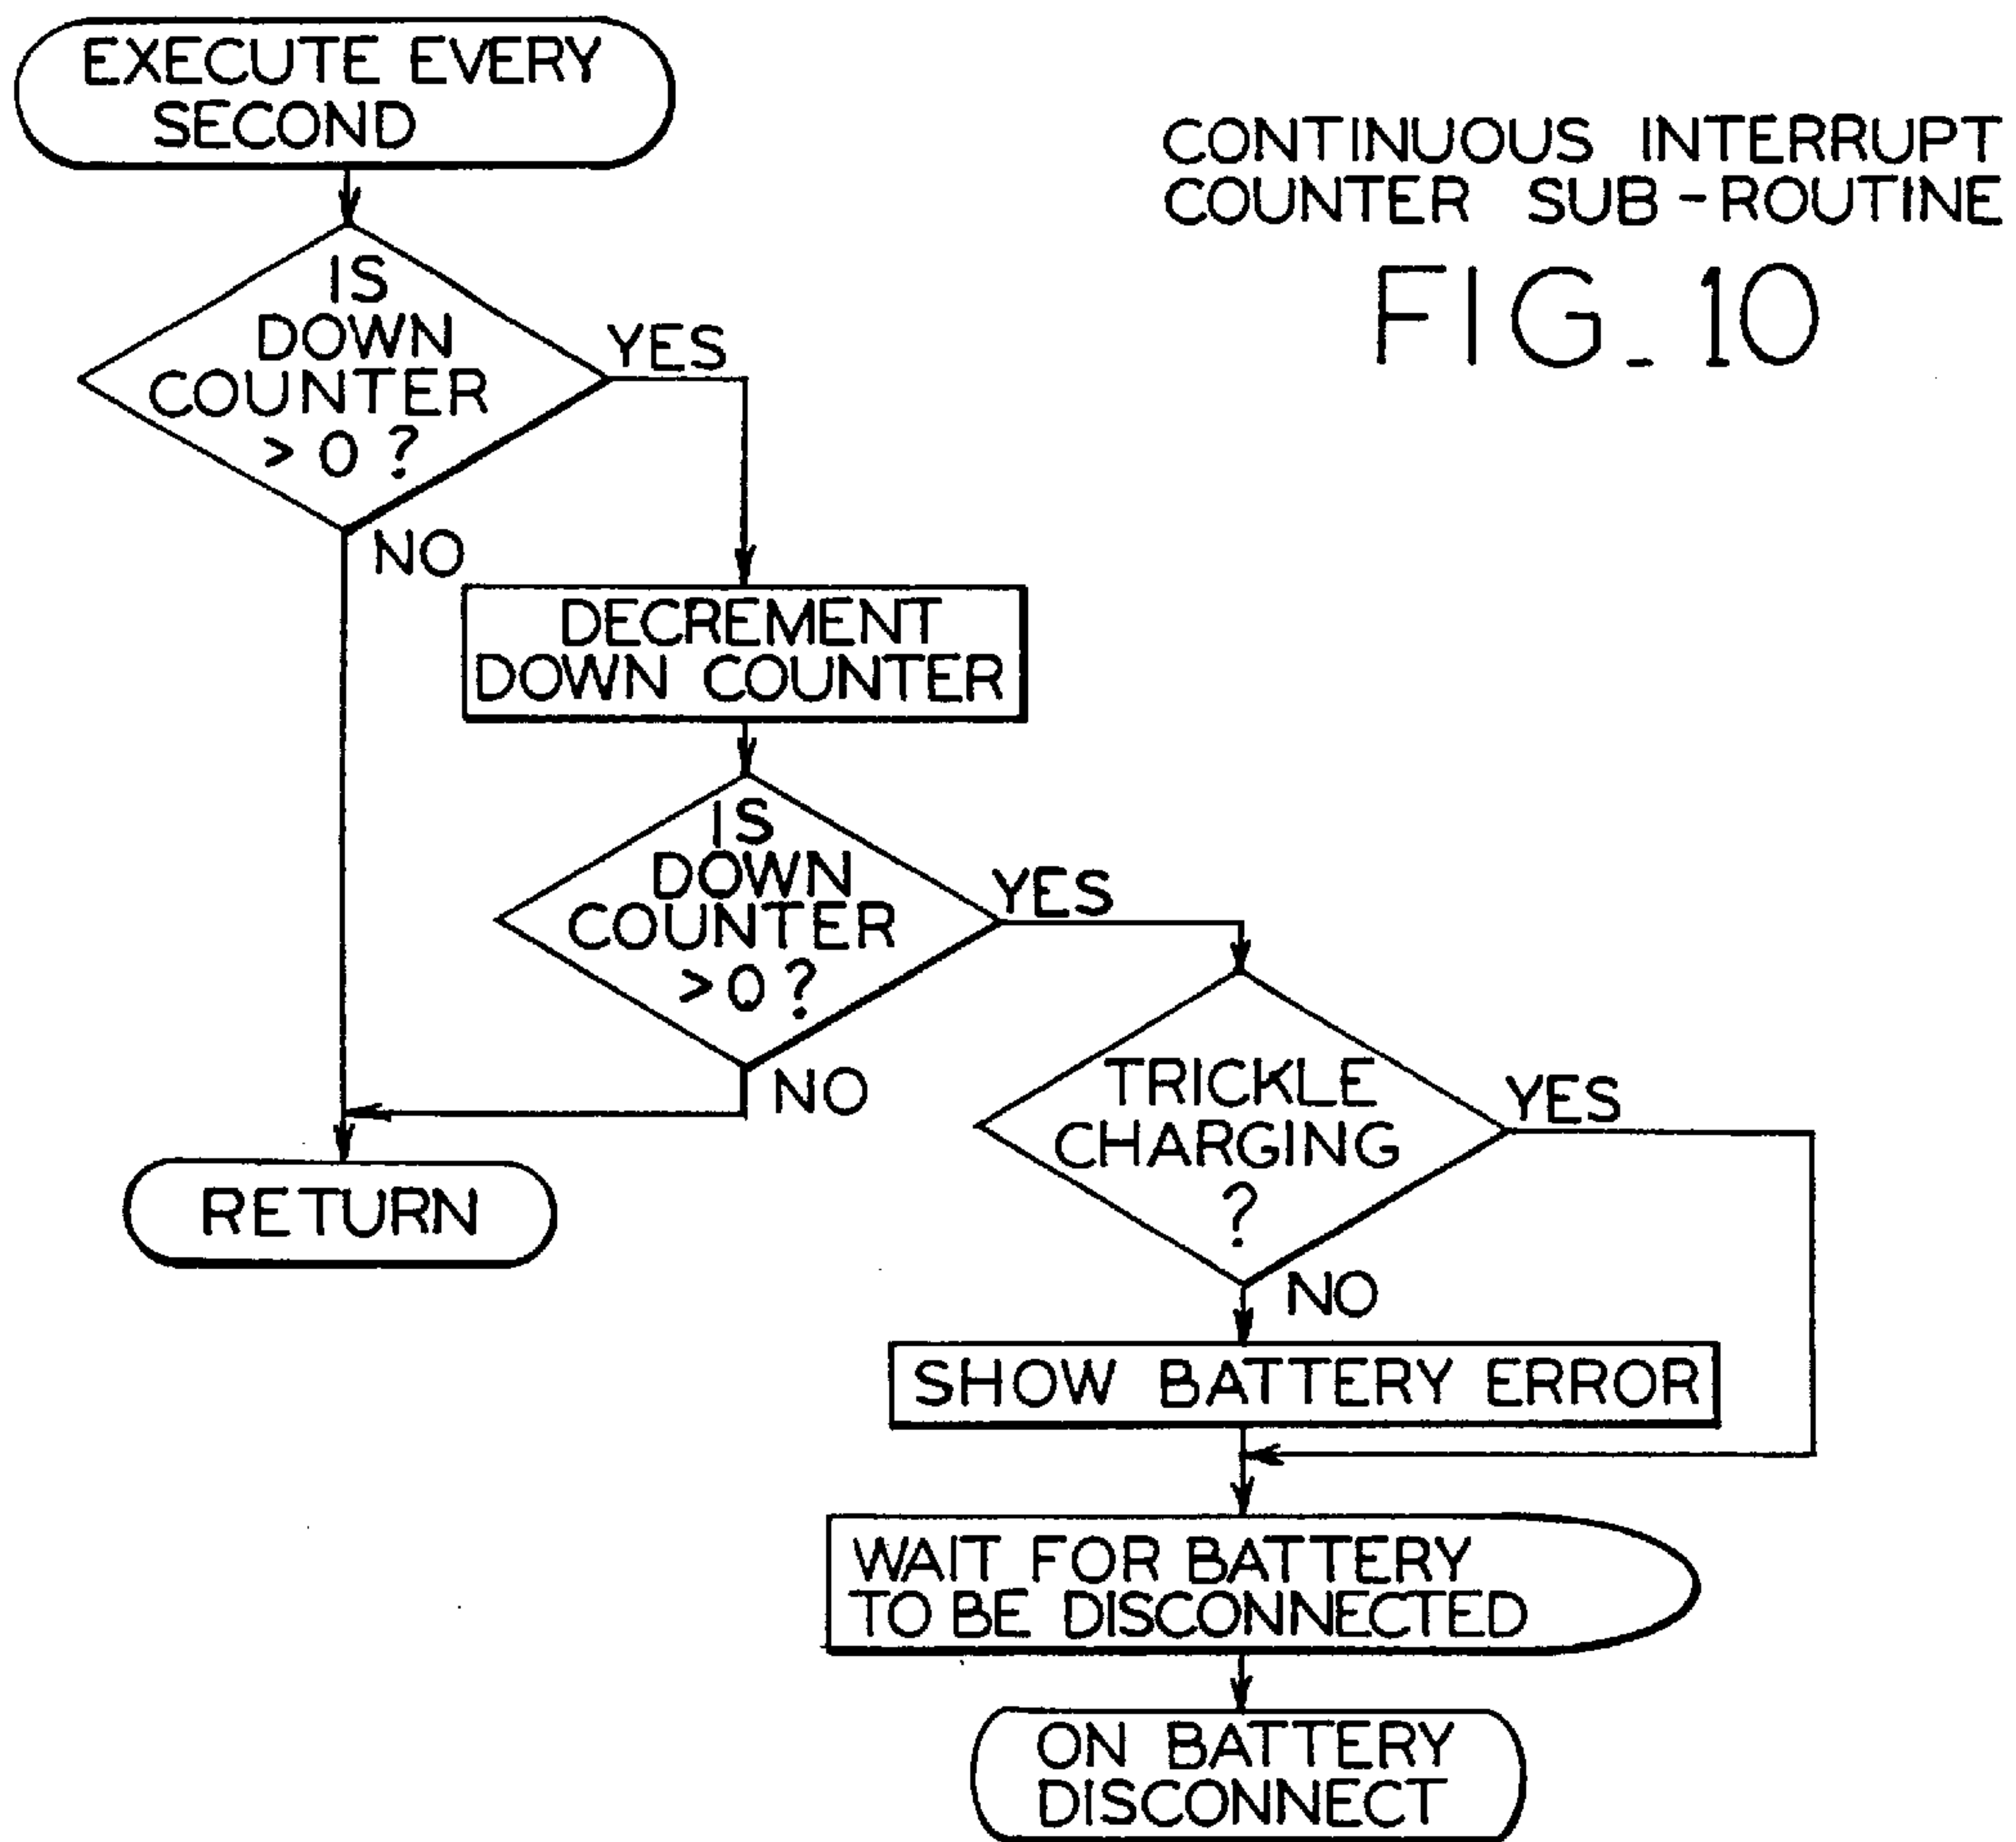 EXECUTE EVERY
SECOND
CONTINUOUS INTERRUPT
COUNTER SUB-ROUTINE
FIG. 10
IS
DOWN
COUNTER
> 0 ?
YES
NO
DECREMENT
DOWN COUNTER
IS
DOWN
COUNTER
> 0 ?
YES
NO
RETURN
TRICKLE
CHARGING
?
YES
NO
SHOW BATTERY ERROR
WAIT FOR BATTERY
TO BE DISCONNECTED
ON BATTERY
DISCONNECT